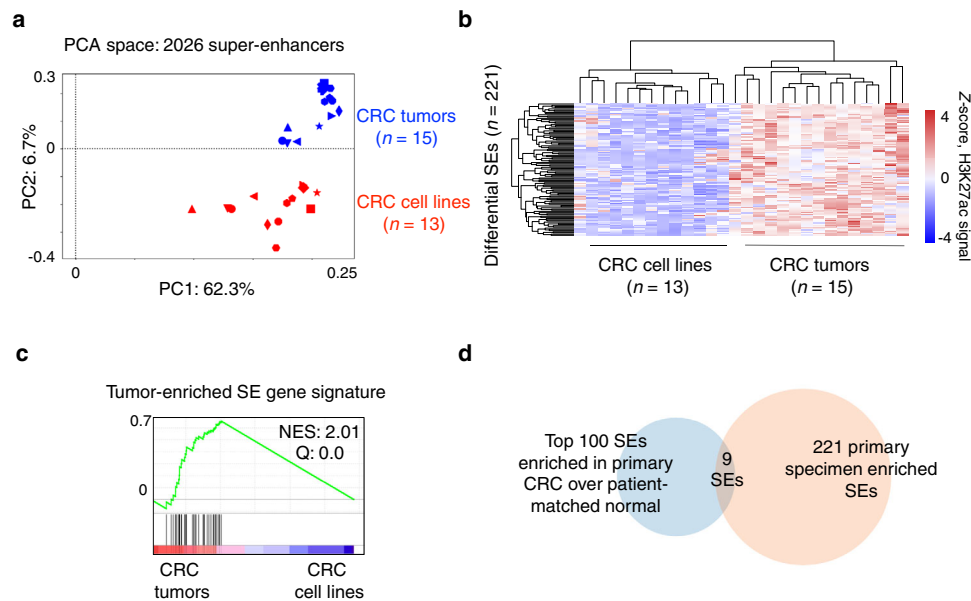 a
PCA space: 2026 super-enhancers
0.3
0
-0.4
PC2: 6.7%
0
0.25
PC1: 62.3%
CRC tumors
(n = 15)
CRC cell lines
(n = 13)
b
Differential SEs (n = 221)
CRC cell lines
(n = 13)
CRC tumors
(n = 15)
4
0
-4
Z-score, H3K27ac signal
c
Tumor-enriched SE gene signature
0.7
0
NES: 2.01
Q: 0.0
CRC
tumors
CRC
cell lines
d
Top 100 SEs
enriched in primary
CRC over patient-
matched normal
9
SEs
221 primary
specimen enriched
SEs